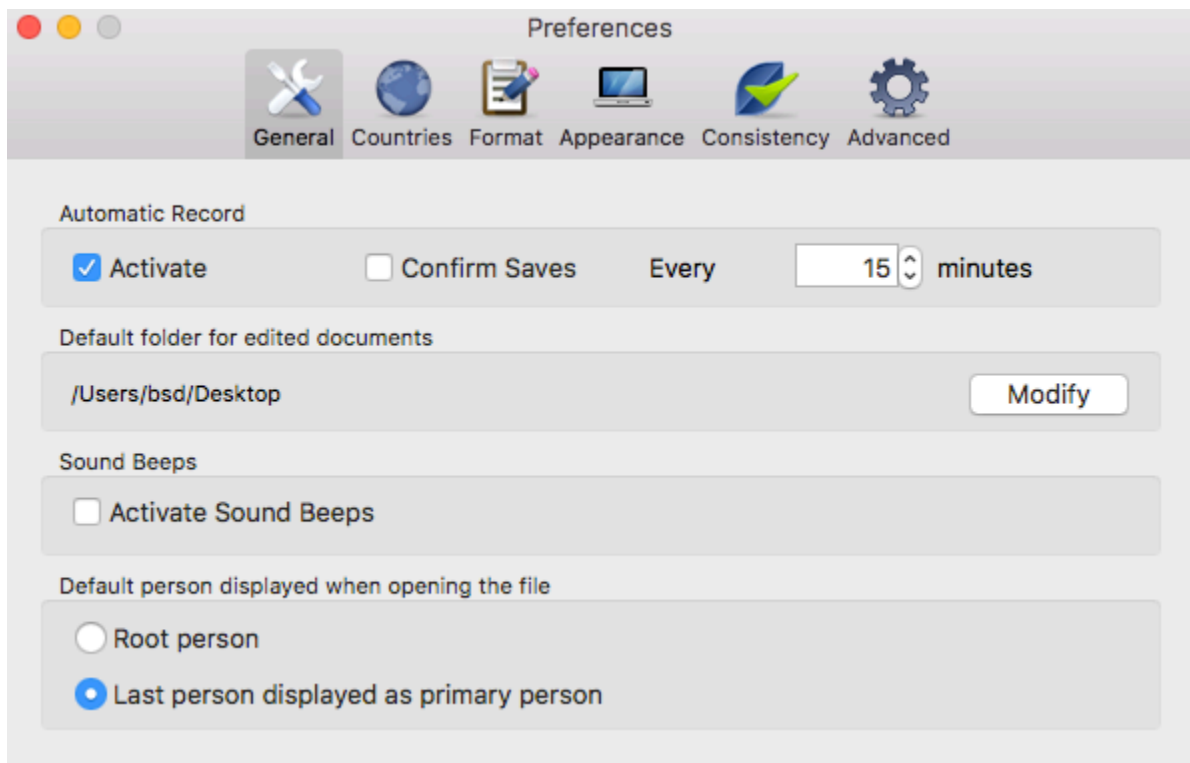 Preferences
General Countries Format Appearance Consistency Advanced
Automatic Record
Activate Confirm Saves Every 15 minutes
Default folder for edited documents
/Users/bsd/Desktop Modify
Sound Beeps
Activate Sound Beeps
Default person displayed when opening the file
Root person
Last person displayed as primary person